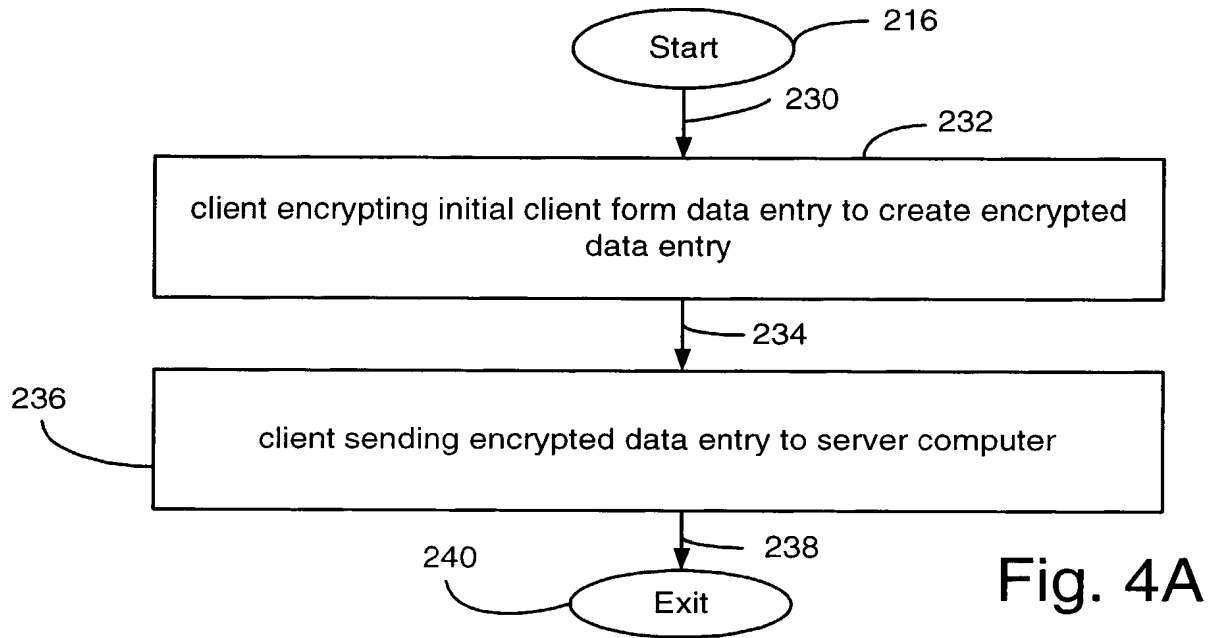 Start
216
230
232
client encrypting initial client form data entry to create encrypted
data entry
234
236
client sending encrypted data entry to server computer
238
240
Exit
Fig. 4A